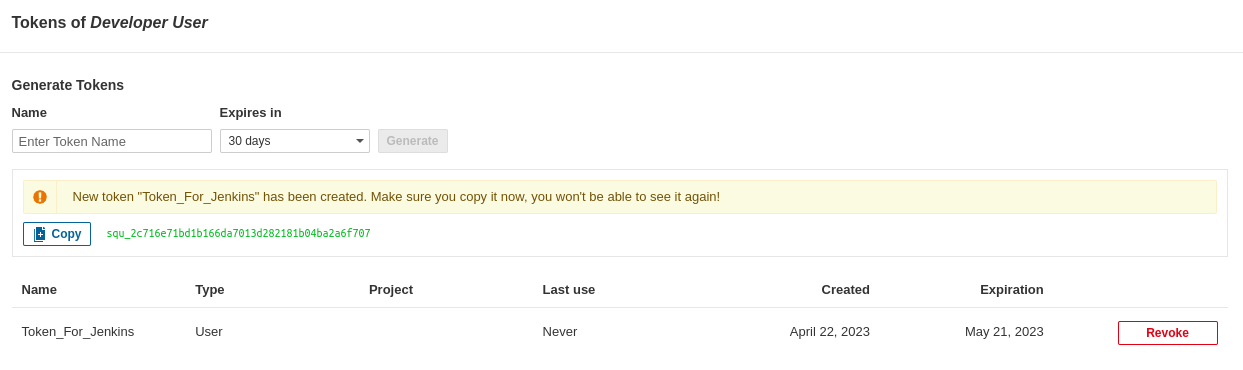 Tokens of Developer User
Generate Tokens
Name Expires in
Enter Token Name 30 days Generate
New token "Token_For_Jenkins" has been created. Make sure you copy it now, you won't be able to see it again!
Copy squ_2c716e71bd1b166da7013d282181b04ba2a6f707
Name Type Project Last use Created Expiration
Token_For_Jenkins User Never April 22, 2023 May 21, 2023 Revoke